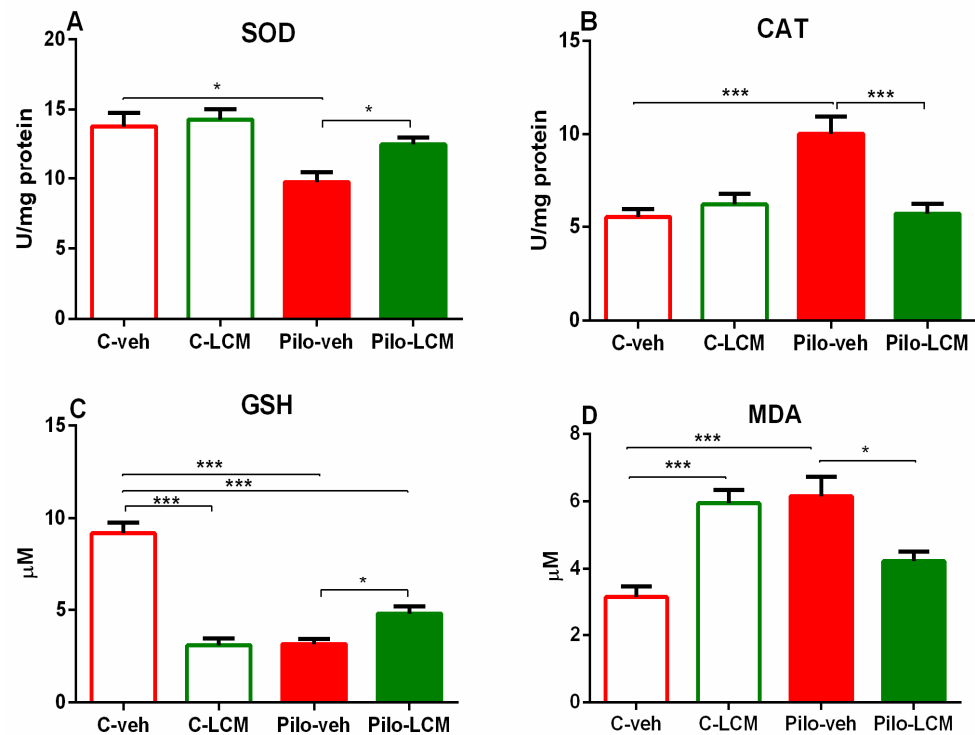 A
SOD
20
15
10
5
0
U/mg protein
*
*
C-veh C-LCM Pilo-veh Pilo-LCM
B
CAT
15
10
5
0
U/mg protein
*** ***
C-veh C-LCM Pilo-veh Pilo-LCM
C
GSH
15
10
5
0
μM
***
***
***
*
C-veh C-LCM Pilo-veh Pilo-LCM
D
MDA
8
6
4
2
0
μM
***
*
***
C-veh C-LCM Pilo-veh Pilo-LCM